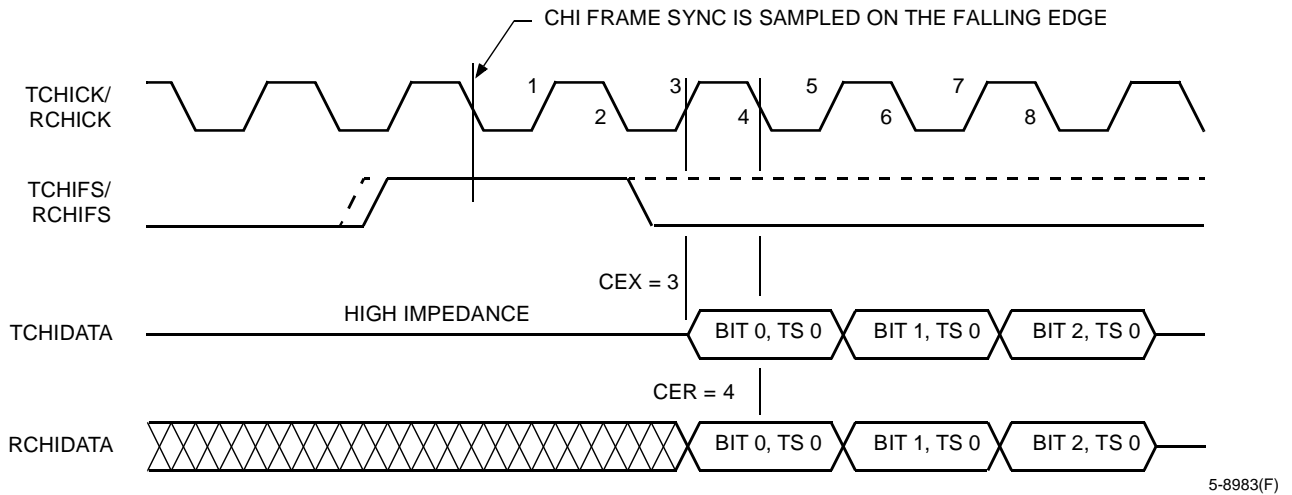 CHI FRAME SYNC IS SAMPLED ON THE FALLING EDGE
TCHICK/
RCHICK
1
2
3
4
5
6
7
8
TCHIFS/
RCHIFS
CEX = 3
HIGH IMPEDANCE
TCHIDATA
BIT 0, TS 0
BIT 1, TS 0
BIT 2, TS 0
CER = 4
RCHIDATA
BIT 0, TS 0
BIT 1, TS 0
BIT 2, TS 0
5-8983(F)